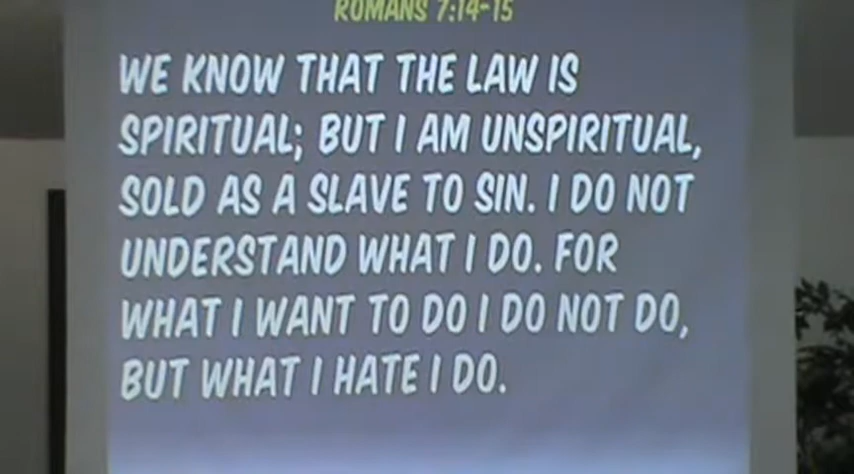 ROMANS 7:14-15
WE KNOW THAT THE LAW IS
SPIRITUAL; BUT I AM UNSPIRITUAL,
SOLD AS A SLAVE TO SIN. I DO NOT
UNDERSTAND WHAT I DO. FOR
WHAT I WANT TO DO I DO NOT DO,
BUT WHAT I HATE I DO.